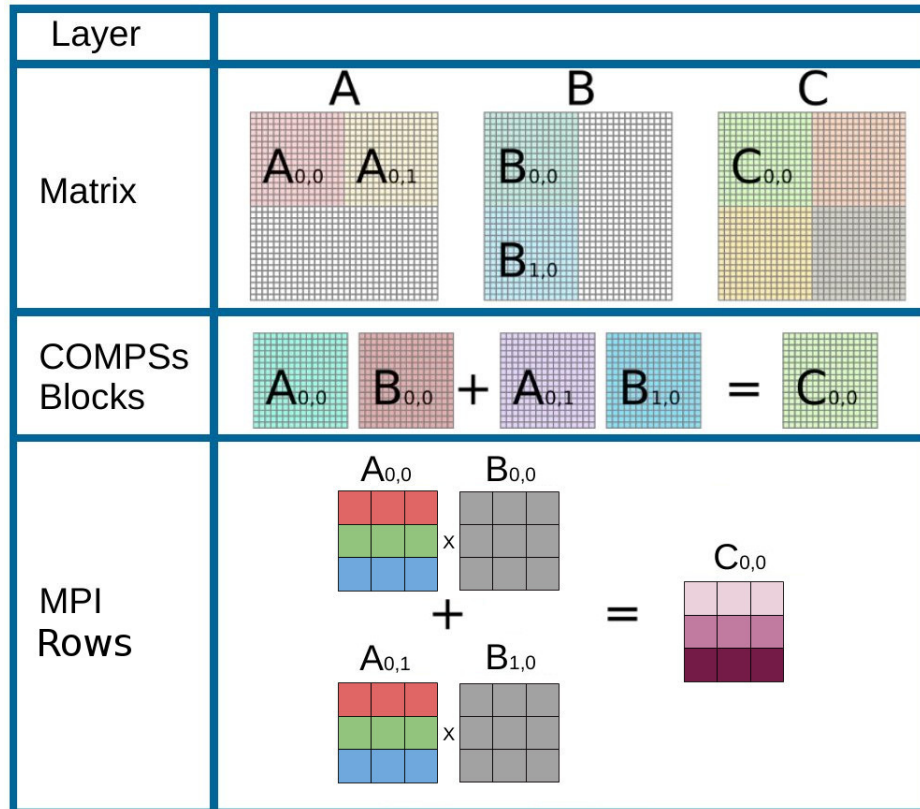 Layer
Matrix
A B C
A0,0 A0,1 B0,0 C0,0
B1,0
COMPSs
Blocks
A0,0 B0,0 + A0,1 B1,0 = C0,0
MPI
Rows
A0,0 B0,0
x
+ =
C0,0
A0,1 B1,0
x